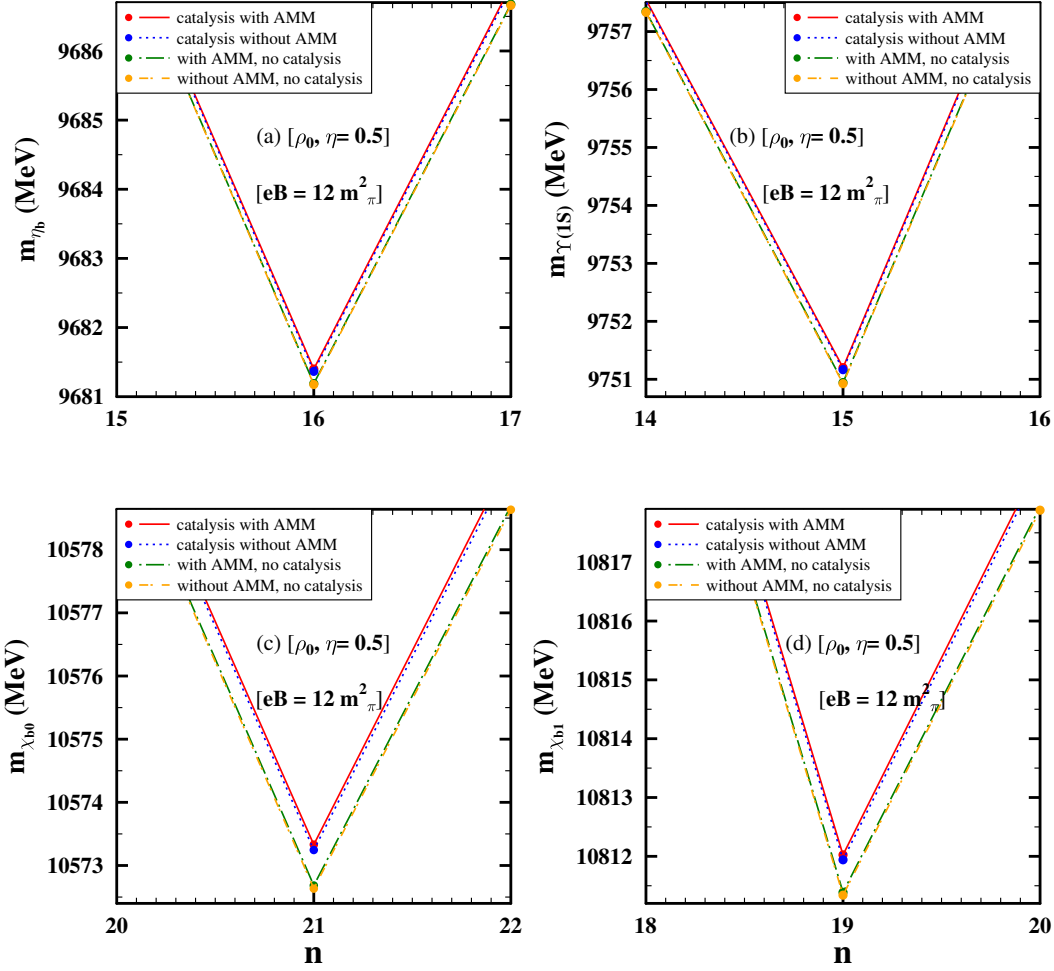 catalysis with AMM
catalysis without AMM
with AMM, no catalysis
without AMM, no catalysis
(a) [ρ₀, η= 0.5]
[eB = 12 m²π]
m_ηb (MeV)
9686
9685
9684
9683
9682
9681
15 16 17
catalysis with AMM
catalysis without AMM
with AMM, no catalysis
without AMM, no catalysis
(b) [ρ₀, η= 0.5]
[eB = 12 m²π]
m_Υ(1S) (MeV)
9757
9756
9755
9754
9753
9752
9751
14 15 16
catalysis with AMM
catalysis without AMM
with AMM, no catalysis
without AMM, no catalysis
(c) [ρ₀, η= 0.5]
[eB = 12 m²π]
m_χb0 (MeV)
10578
10577
10576
10575
10574
10573
20 21 22
n
catalysis with AMM
catalysis without AMM
with AMM, no catalysis
without AMM, no catalysis
(d) [ρ₀, η= 0.5]
[eB = 12 m²π]
m_χb1 (MeV)
10817
10816
10815
10814
10813
10812
18 19 20
n